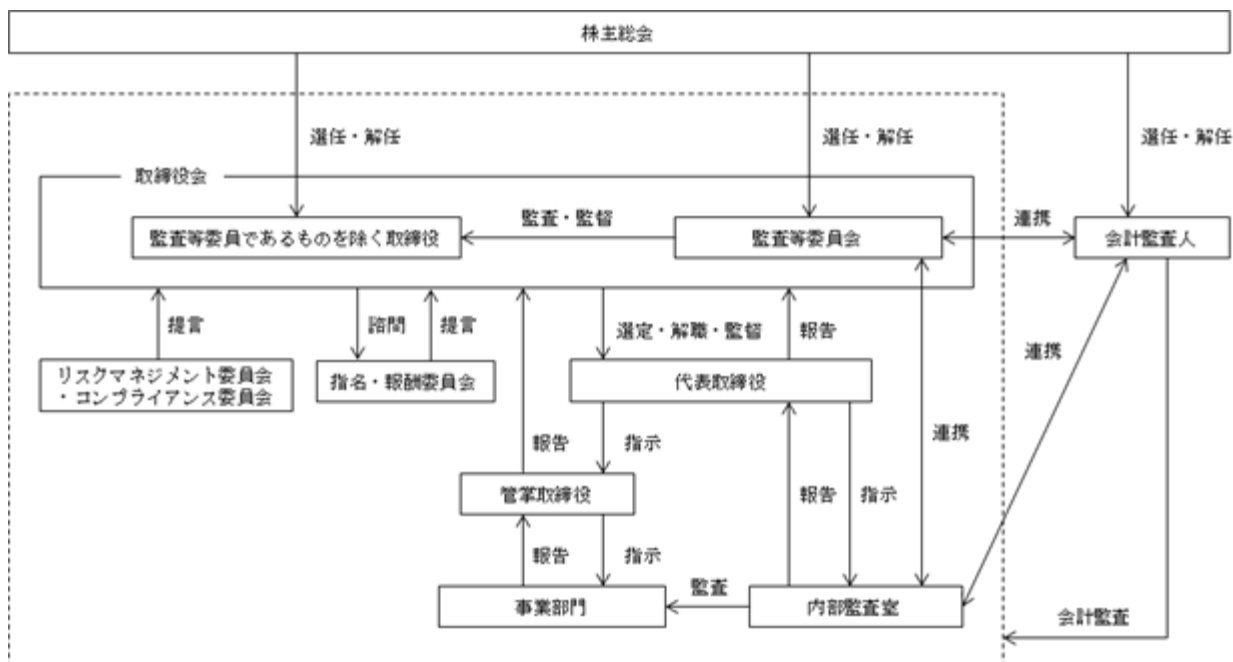 株主総会
選任・解任
選任・解任
選任・解任
取締役会
監査等委員であるものを除く取締役
監査・監督
監査等委員会
連携
会計監査人
提言
諮問
提言
選定・解職・監督
報告
連携
リスクマネジメント委員会
・コンプライアンス委員会
指名・報酬委員会
代表取締役
報告
指示
連携
管掌取締役
報告
指示
報告
指示
事業部門
監査
内部監査室
会計監査